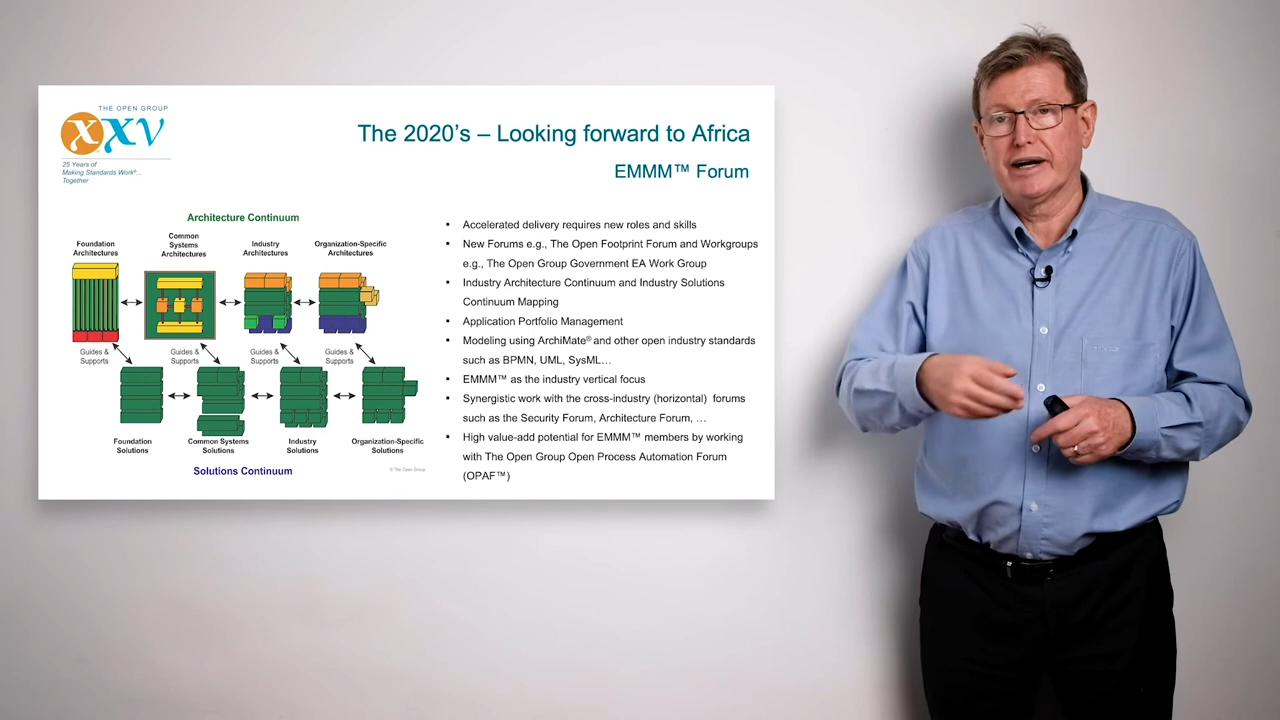 THE OPEN GROUP
XXV
25 Years of
Making Standards Work®...
Together
The 2020's – Looking forward to Africa
EMMM™ Forum
Architecture Continuum
Foundation
Architectures
Common
Systems
Architectures
Industry
Architectures
Organization-Specific
Architectures
Guides &
Supports
Guides &
Supports
Guides &
Supports
Guides &
Supports
Foundation
Solutions
Common Systems
Solutions
Industry
Solutions
Organization-Specific
Solutions
Solutions Continuum
© The Open Group
▪ Accelerated delivery requires new roles and skills
▪ New Forums e.g., The Open Footprint Forum and Workgroups
e.g., The Open Group Government EA Work Group
▪ Industry Architecture Continuum and Industry Solutions
Continuum Mapping
▪ Application Portfolio Management
▪ Modeling using ArchiMate® and other open industry standards
such as BPMN, UML, SysML…
▪ EMMM™ as the industry vertical focus
▪ Synergistic work with the cross-industry (horizontal) forums
such as the Security Forum, Architecture Forum, …
▪ High value-add potential for EMMM™ members by working
with The Open Group Open Process Automation Forum
(OPAF™)